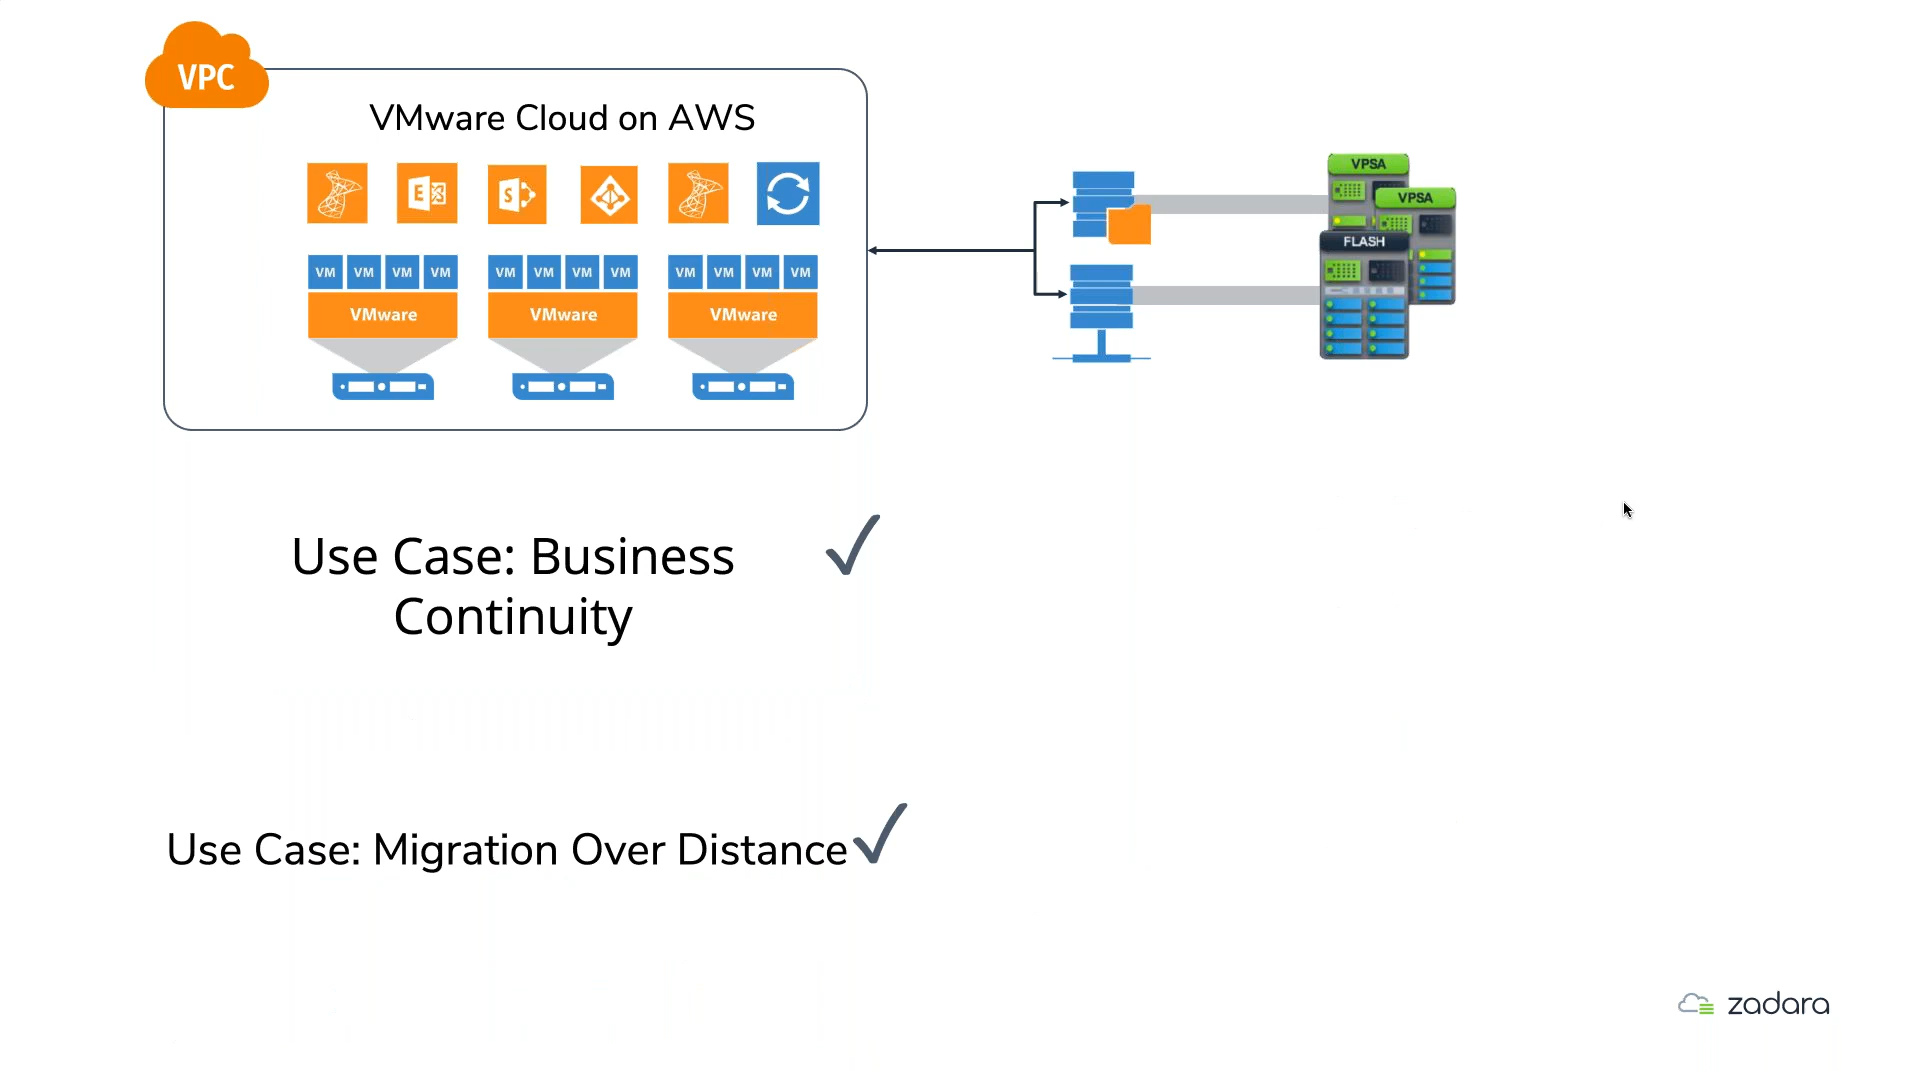 VPC
VMware Cloud on AWS
E
S
VM VM VM VM
VM VM VM VM
VM VM VM VM
VMware
VMware
VMware
VPSA
VPSA
FLASH
Use Case: Business
Continuity
Use Case: Migration Over Distance
zadara